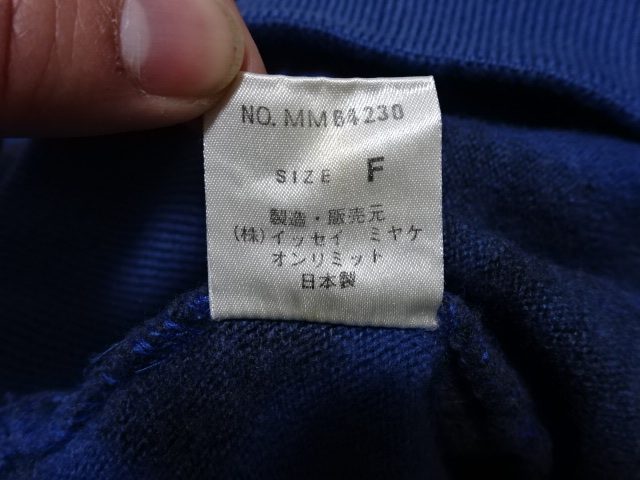 NO. MM64230
SIZE F
製造・販売元
(株)イッセイ ミヤケ
オンリミット
日本製